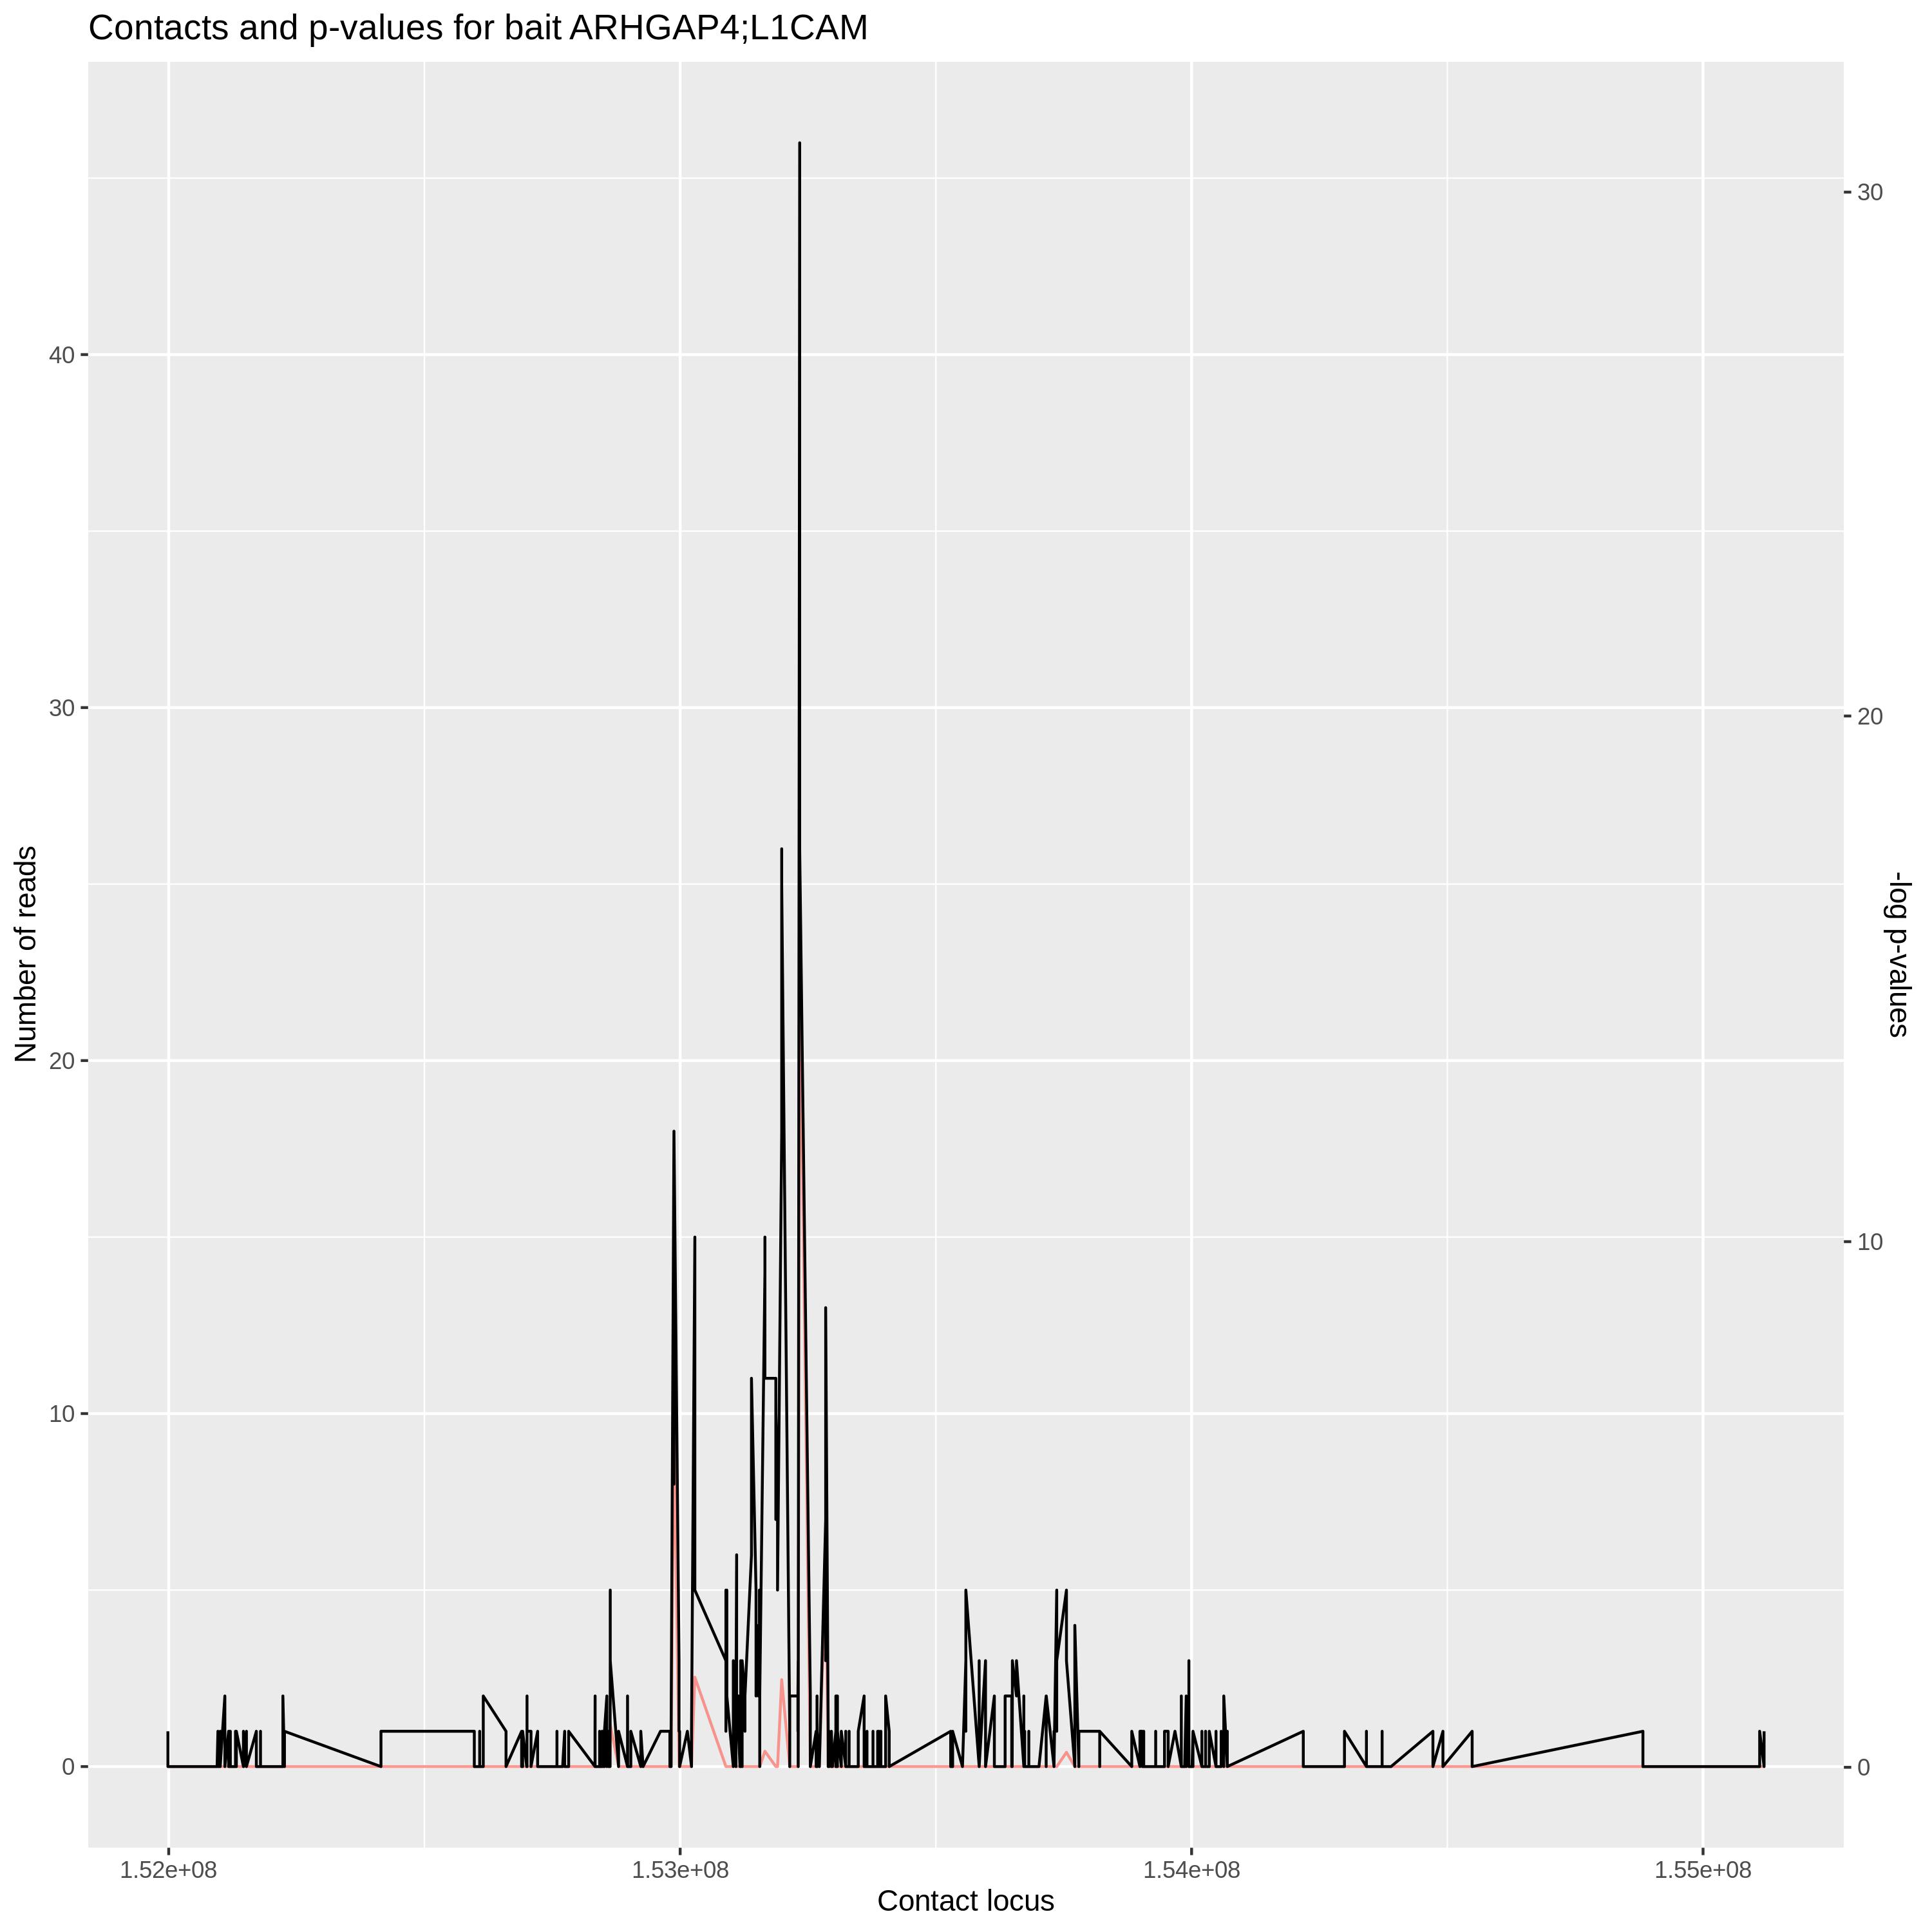 Contacts and p-values for bait ARHGAP4;L1CAM
40
30
20
10
0
Number of reads
30
20
10
0
-log p-values
1.52e+08 1.53e+08 1.54e+08 1.55e+08
Contact locus